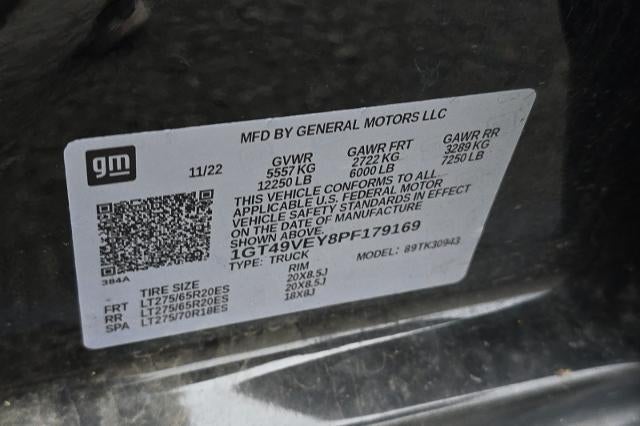 MFD BY GENERAL MOTORS LLC
gm
11/22
GVWR GAWR FRT GAWR RR
5557 KG 2722 KG 3289 KG
12250 LB 6000 LB 7250 LB
THIS VEHICLE CONFORMS TO ALL
APPLICABLE U.S. FEDERAL MOTOR
VEHICLE SAFETY STANDARDS IN EFFECT
ON THE DATE OF MANUFACTURE
SHOWN ABOVE.
1GT49VEY8PF179169
TYPE: TRUCK MODEL: 89TK30943
384A
TIRE SIZE RIM
FRT LT275/65R20ES 20X8.5J
RR LT275/65R20ES 20X8.5J
SPA LT275/70R18ES 18X8J